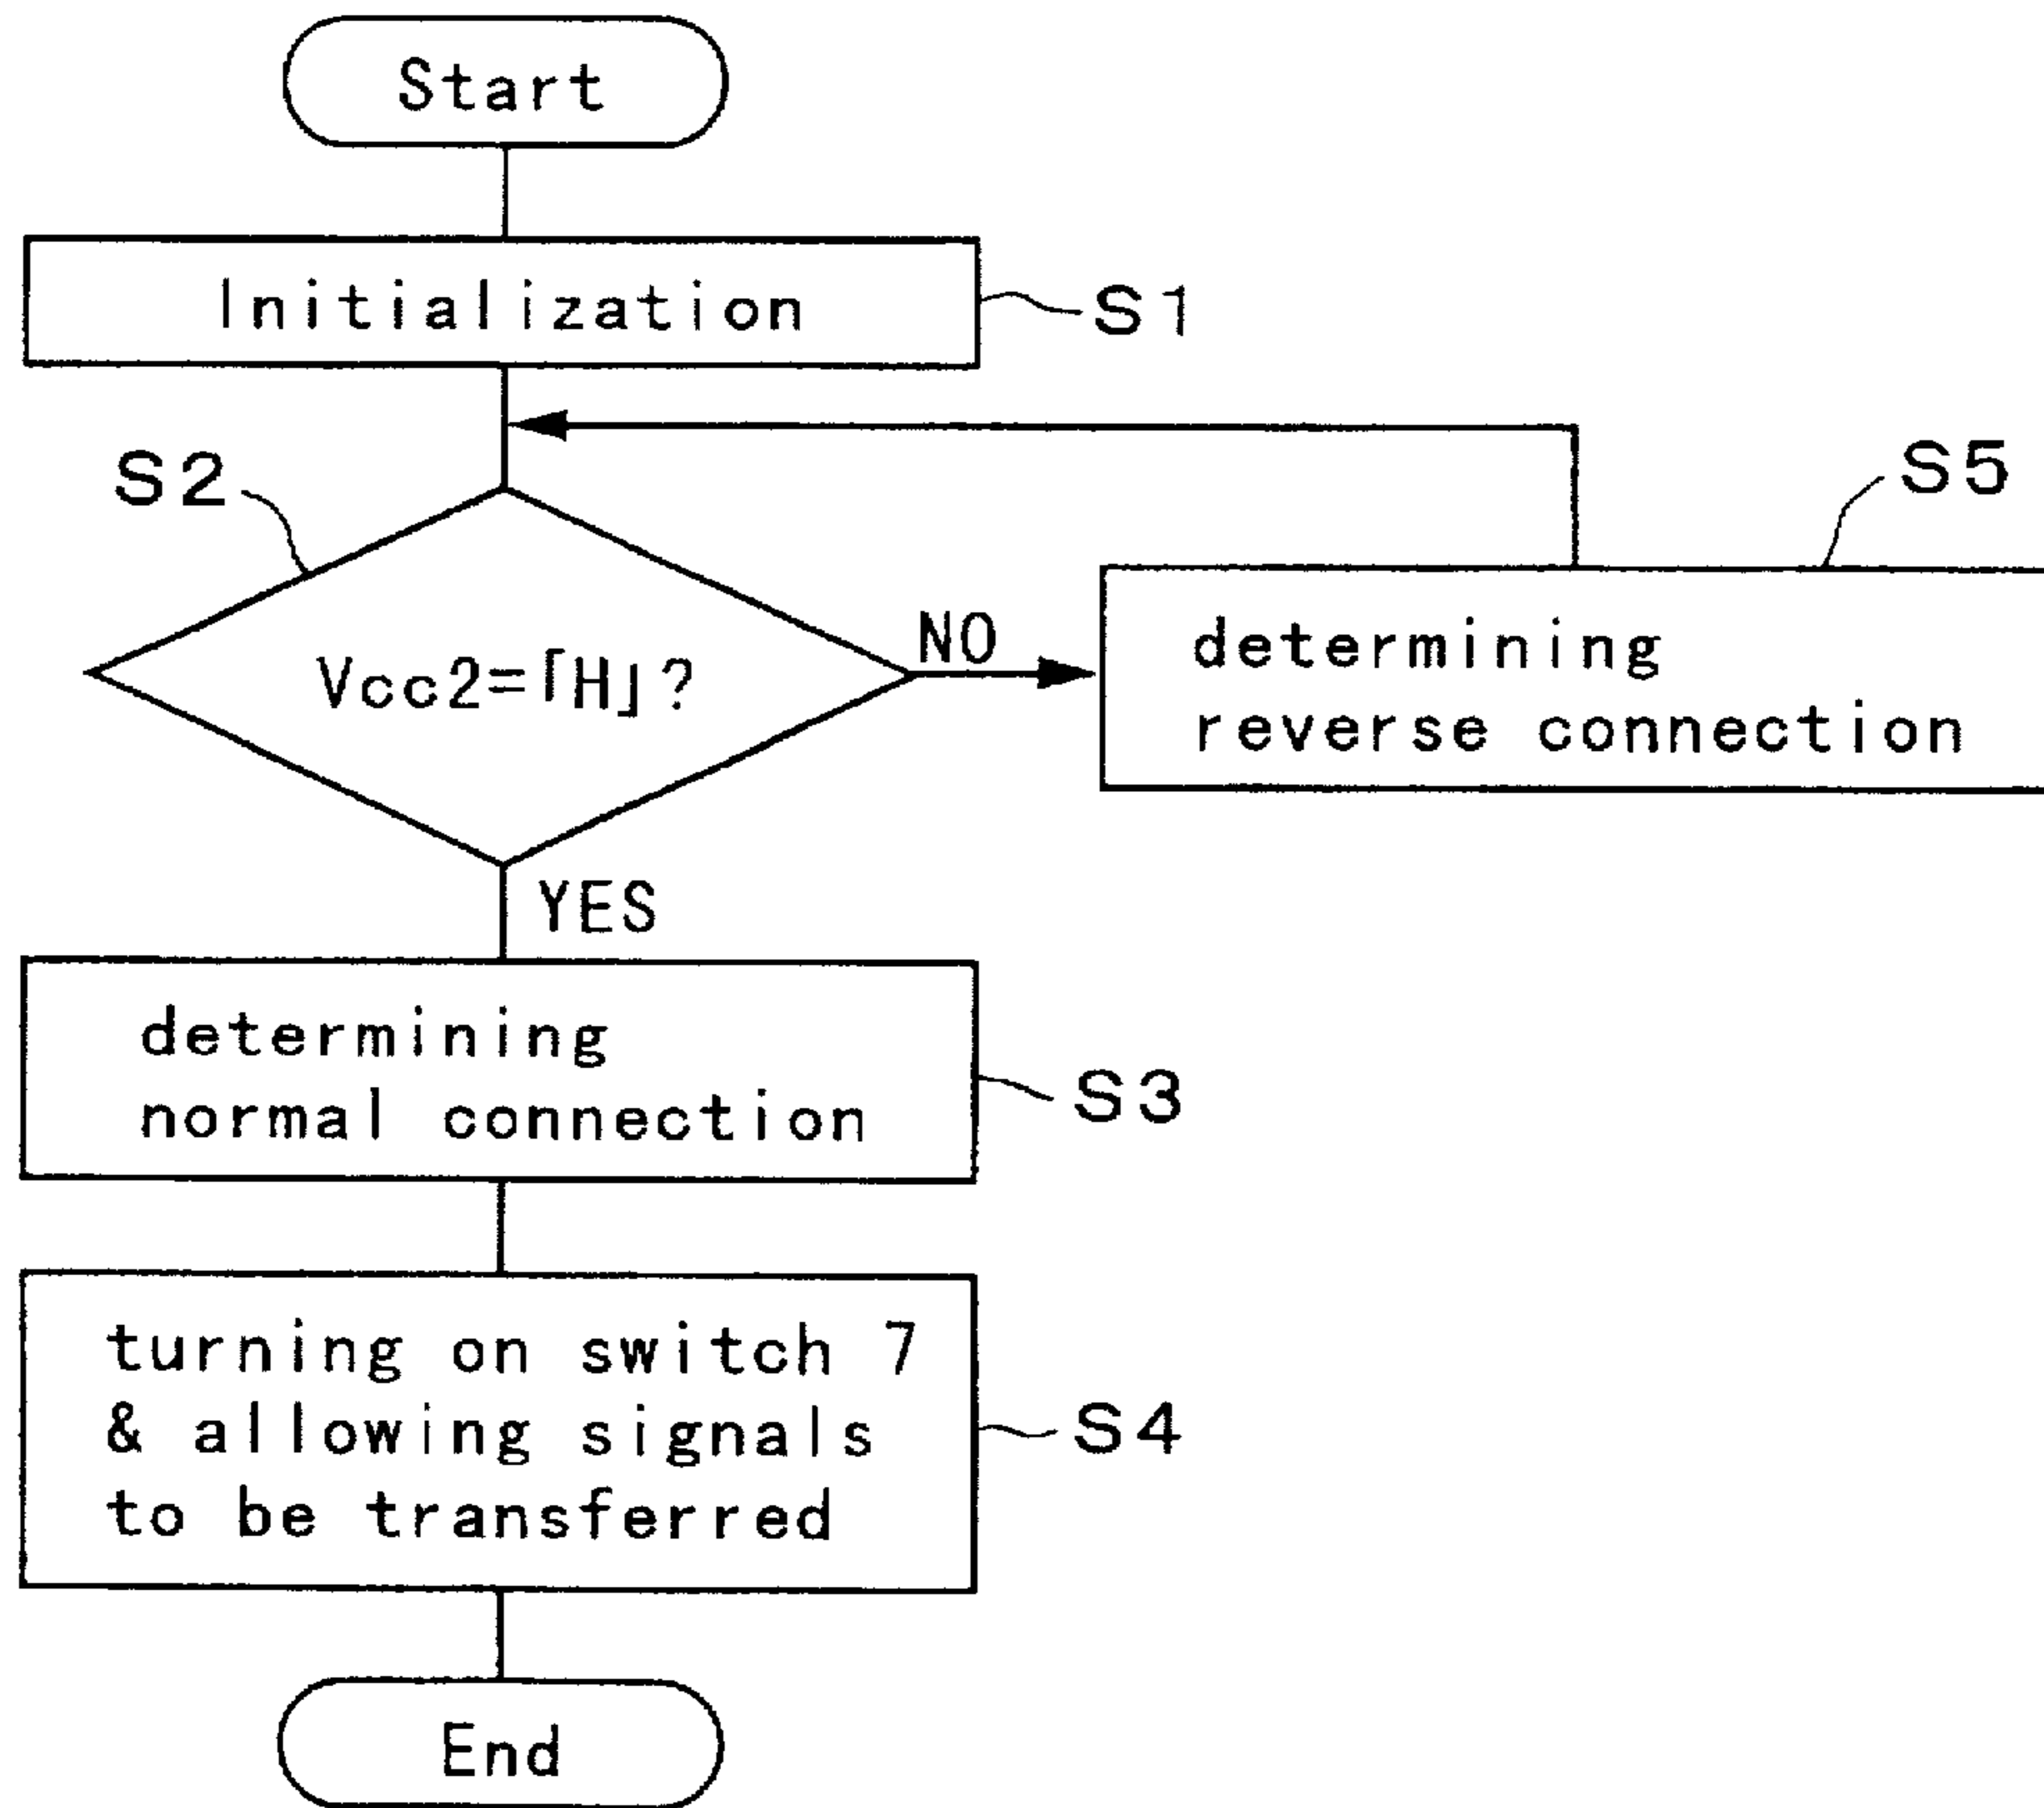 Start
Initialization
S1
S2
S5
Vcc2=「H」?
NO
determining
reverse connection
YES
determining
normal connection
S3
turning on switch 7
& allowing signals
to be transferred
S4
End